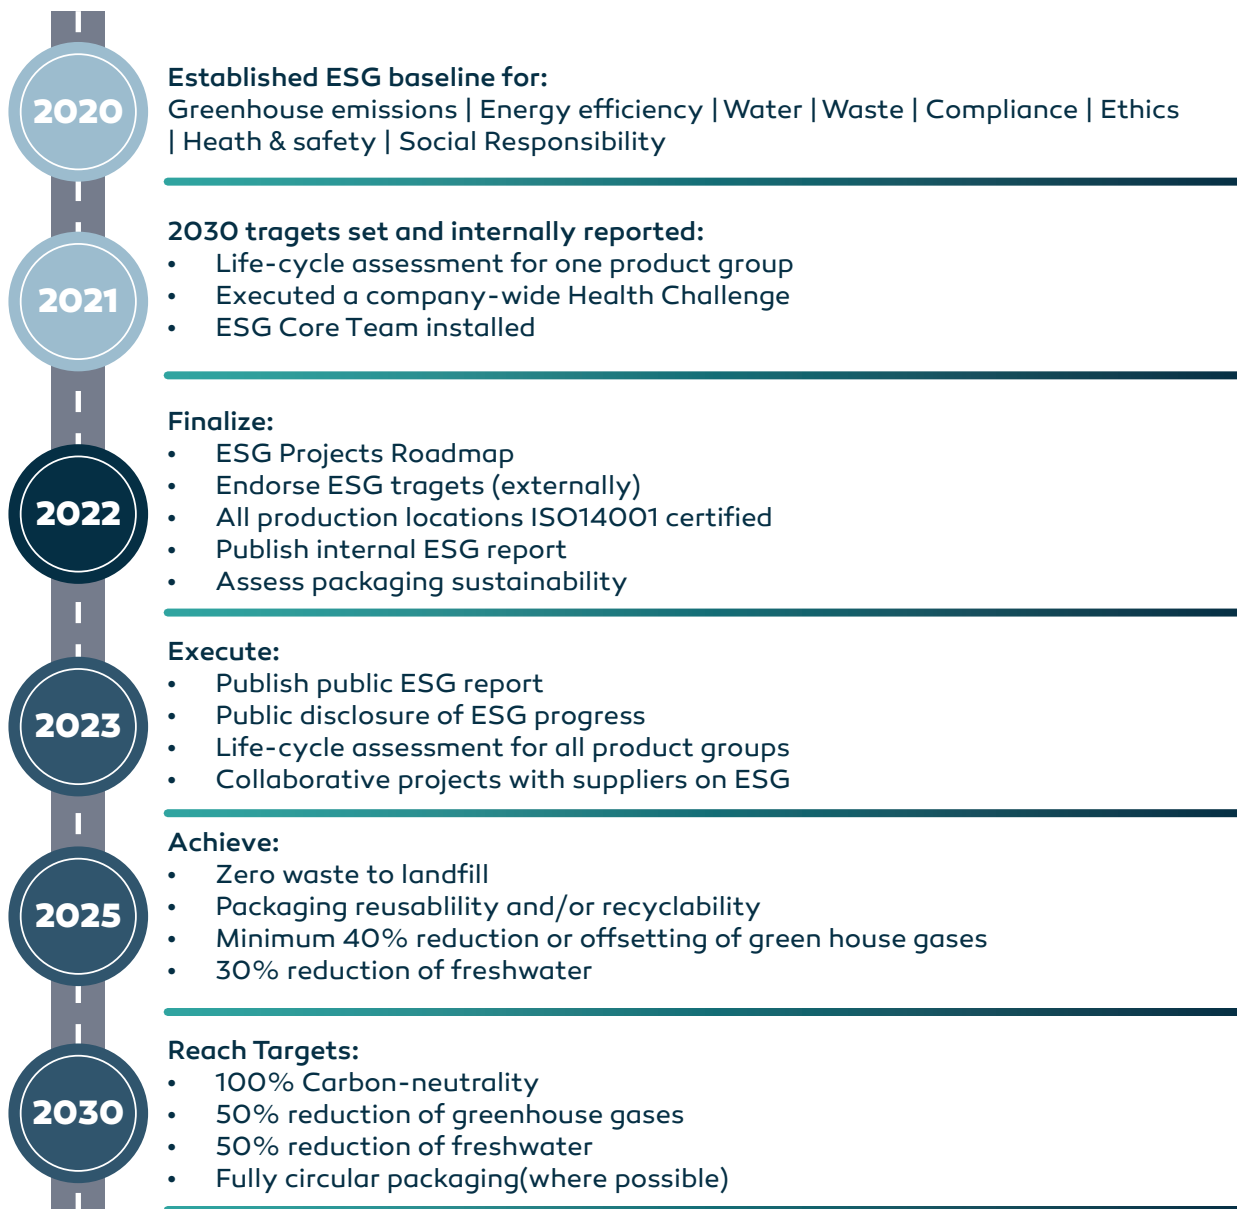 2020
Established ESG baseline for:
Greenhouse emissions | Energy efficiency | Water | Waste | Compliance | Ethics
| Heath & safety | Social Responsibility
2021
2030 tragets set and internally reported:
• Life-cycle assessment for one product group
• Executed a company-wide Health Challenge
• ESG Core Team installed
2022
Finalize:
• ESG Projects Roadmap
• Endorse ESG tragets (externally)
• All production locations ISO14001 certified
• Publish internal ESG report
• Assess packaging sustainability
2023
Execute:
• Publish public ESG report
• Public disclosure of ESG progress
• Life-cycle assessment for all product groups
• Collaborative projects with suppliers on ESG
2025
Achieve:
• Zero waste to landfill
• Packaging reusablility and/or recyclability
• Minimum 40% reduction or offsetting of green house gases
• 30% reduction of freshwater
2030
Reach Targets:
• 100% Carbon-neutrality
• 50% reduction of greenhouse gases
• 50% reduction of freshwater
• Fully circular packaging(where possible)